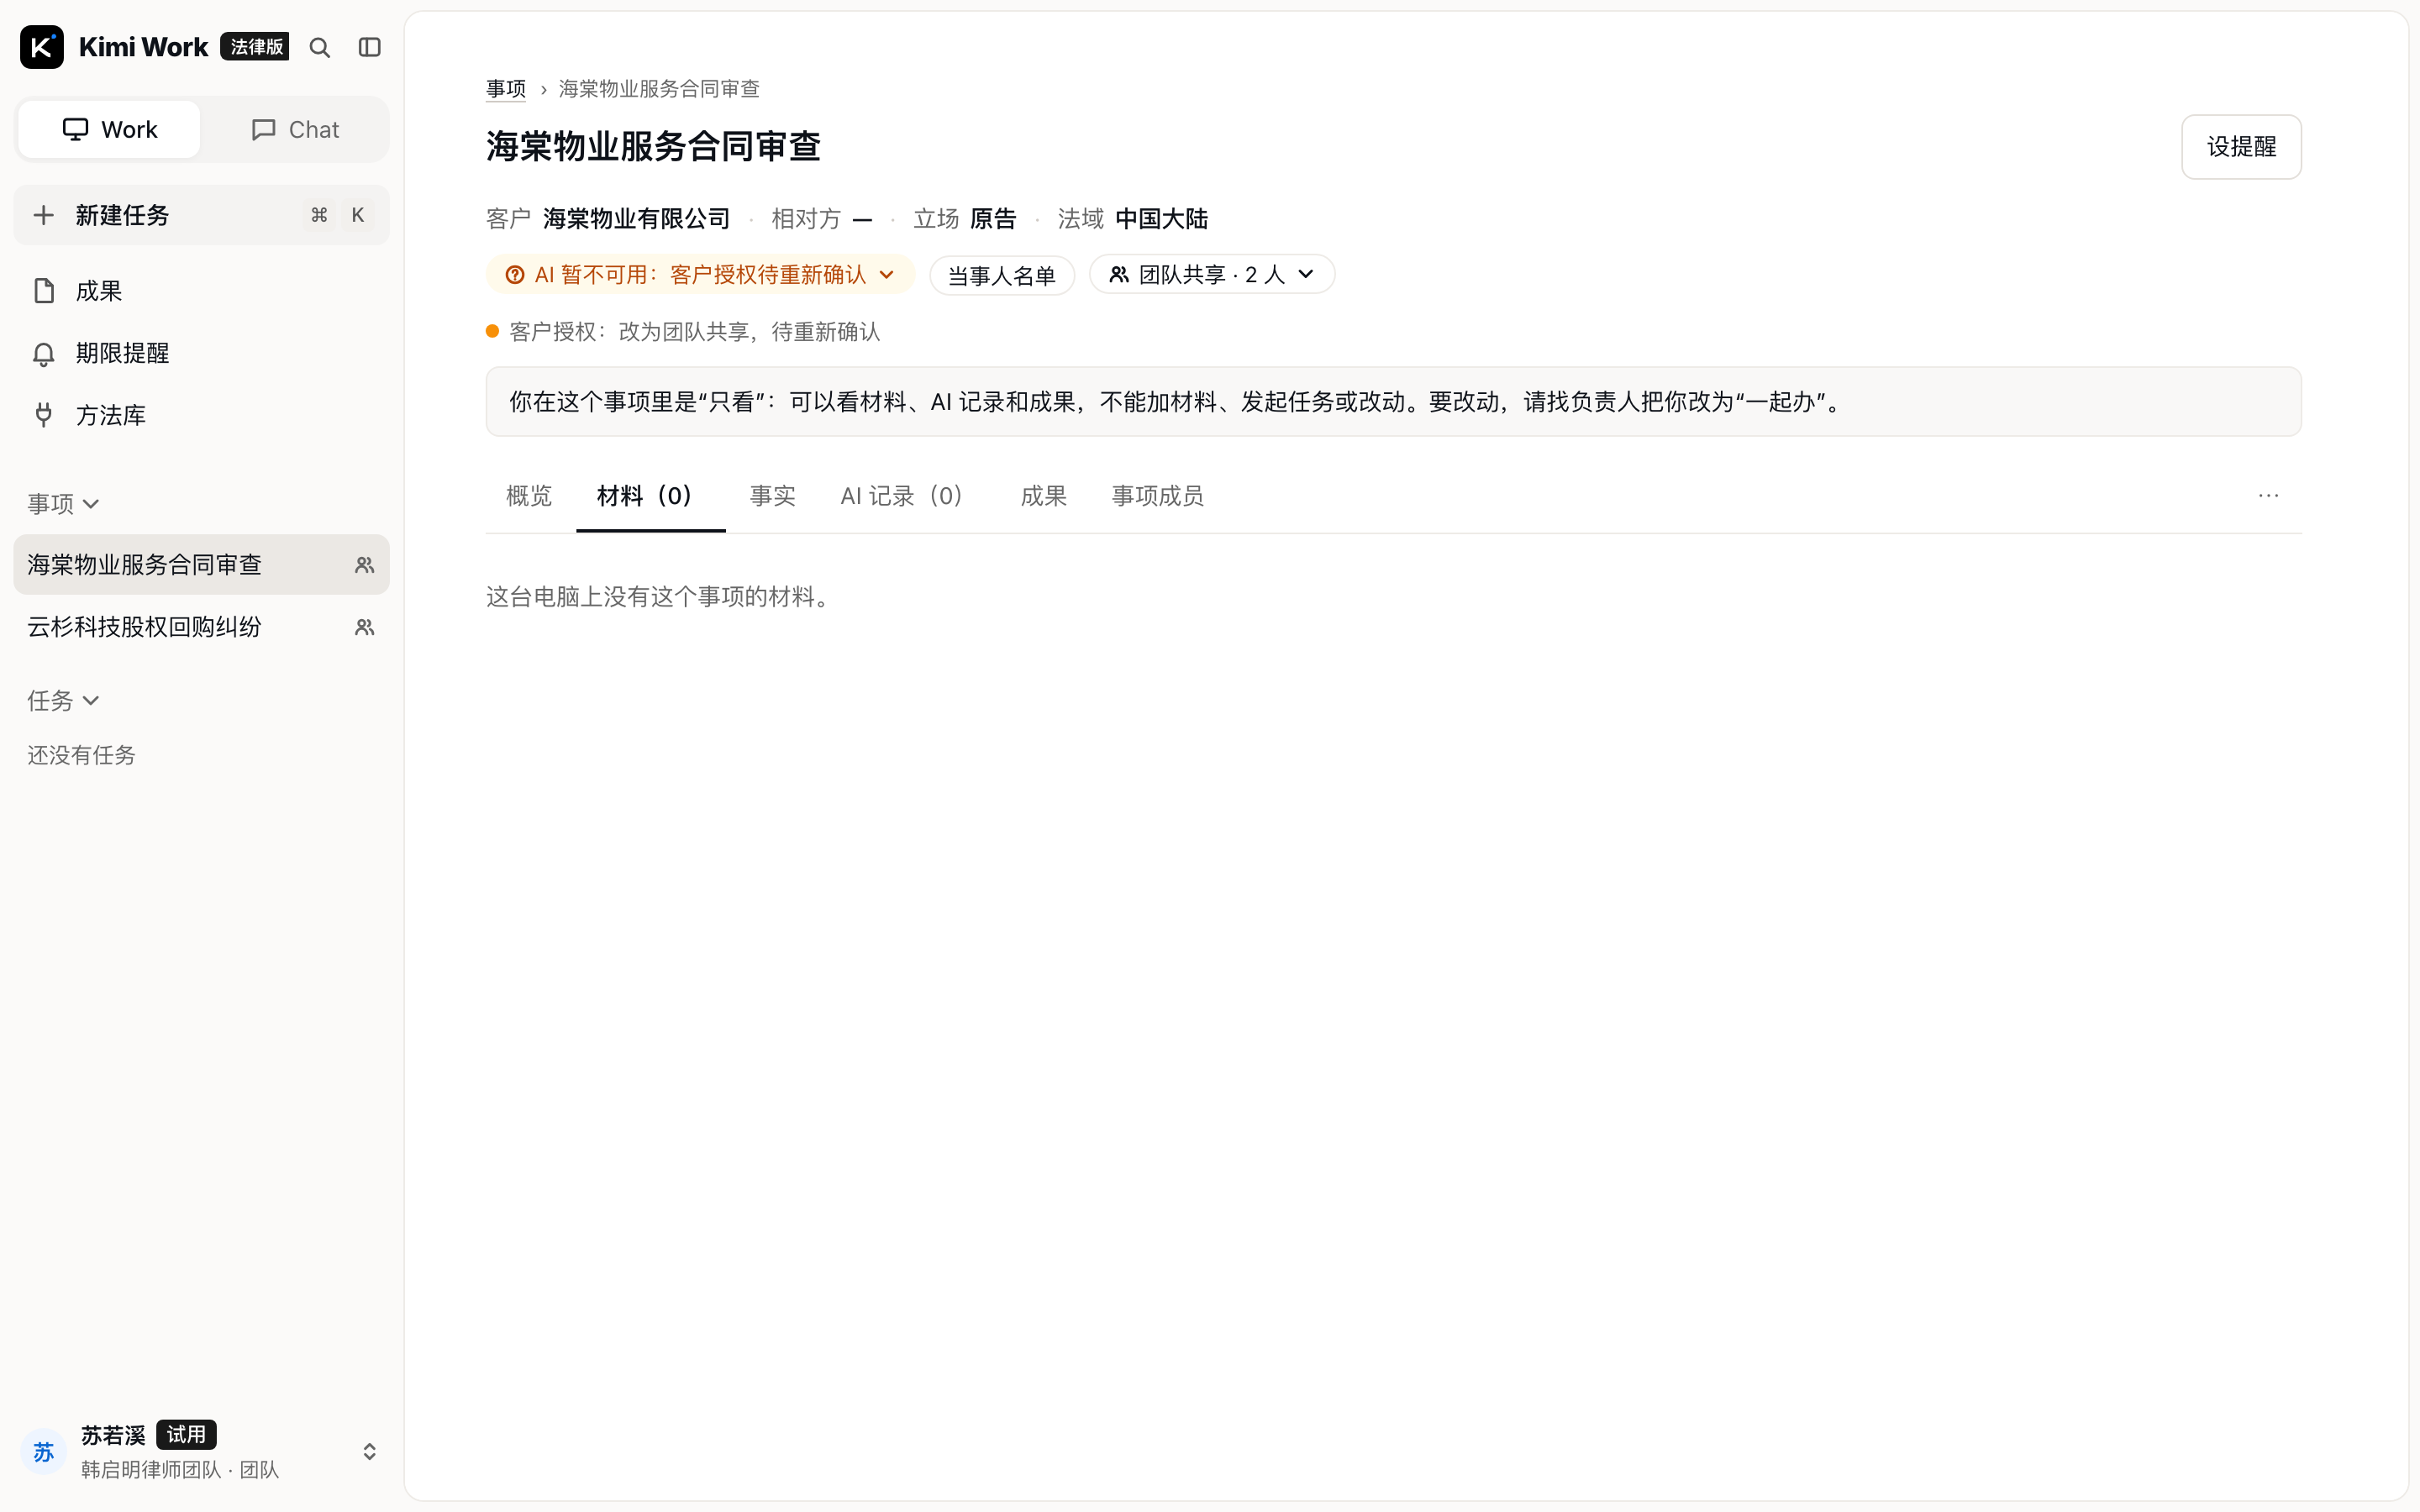 Kimi Work 法律版
Work
Chat
新建任务 ⌘ K
成果
期限提醒
方法库
事项
海棠物业服务合同审查
云杉科技股权回购纠纷
任务
还没有任务
苏 苏若溪 试用
韩启明律师团队 · 团队
事项 › 海棠物业服务合同审查
海棠物业服务合同审查
设提醒
客户 海棠物业有限公司 · 相对方 — · 立场 原告 · 法域 中国大陆
AI 暂不可用：客户授权待重新确认
当事人名单
团队共享 · 2 人
客户授权：改为团队共享，待重新确认
你在这个事项里是“只看”：可以看材料、AI 记录和成果，不能加材料、发起任务或改动。要改动，请找负责人把你改为“一起办”。
概览 材料（0） 事实 AI 记录（0） 成果 事项成员 ···
这台电脑上没有这个事项的材料。